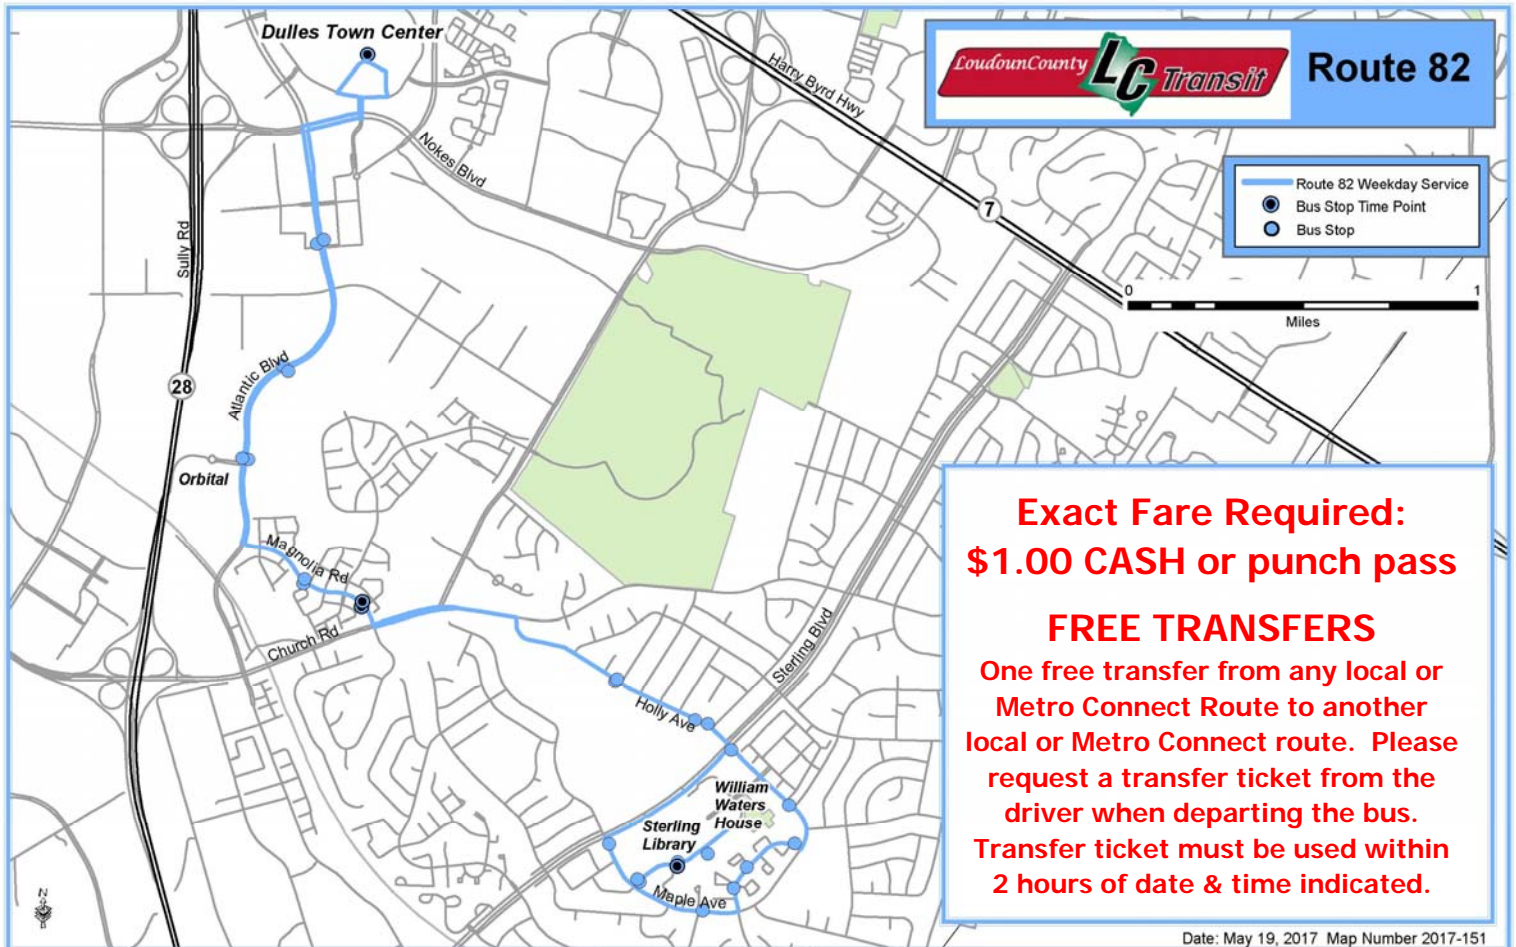 Dulles Town Center
LoudounCounty LC Transit
Route 82
Harry Byrd Hwy
Nokes Blvd
Route 82 Weekday Service
Bus Stop Time Point
Bus Stop
7
Sully Rd
0 1
Miles
Atlantic Blvd
28
Orbital
Magnolia Rd
Church Rd
Sterling Blvd
Holly Ave
William
Waters
House
Sterling
Library
Maple Ave
N
Exact Fare Required:
$1.00 CASH or punch pass
FREE TRANSFERS
One free transfer from any local or
Metro Connect Route to another
local or Metro Connect route. Please
request a transfer ticket from the
driver when departing the bus.
Transfer ticket must be used within
2 hours of date & time indicated.
Date: May 19, 2017 Map Number 2017-151